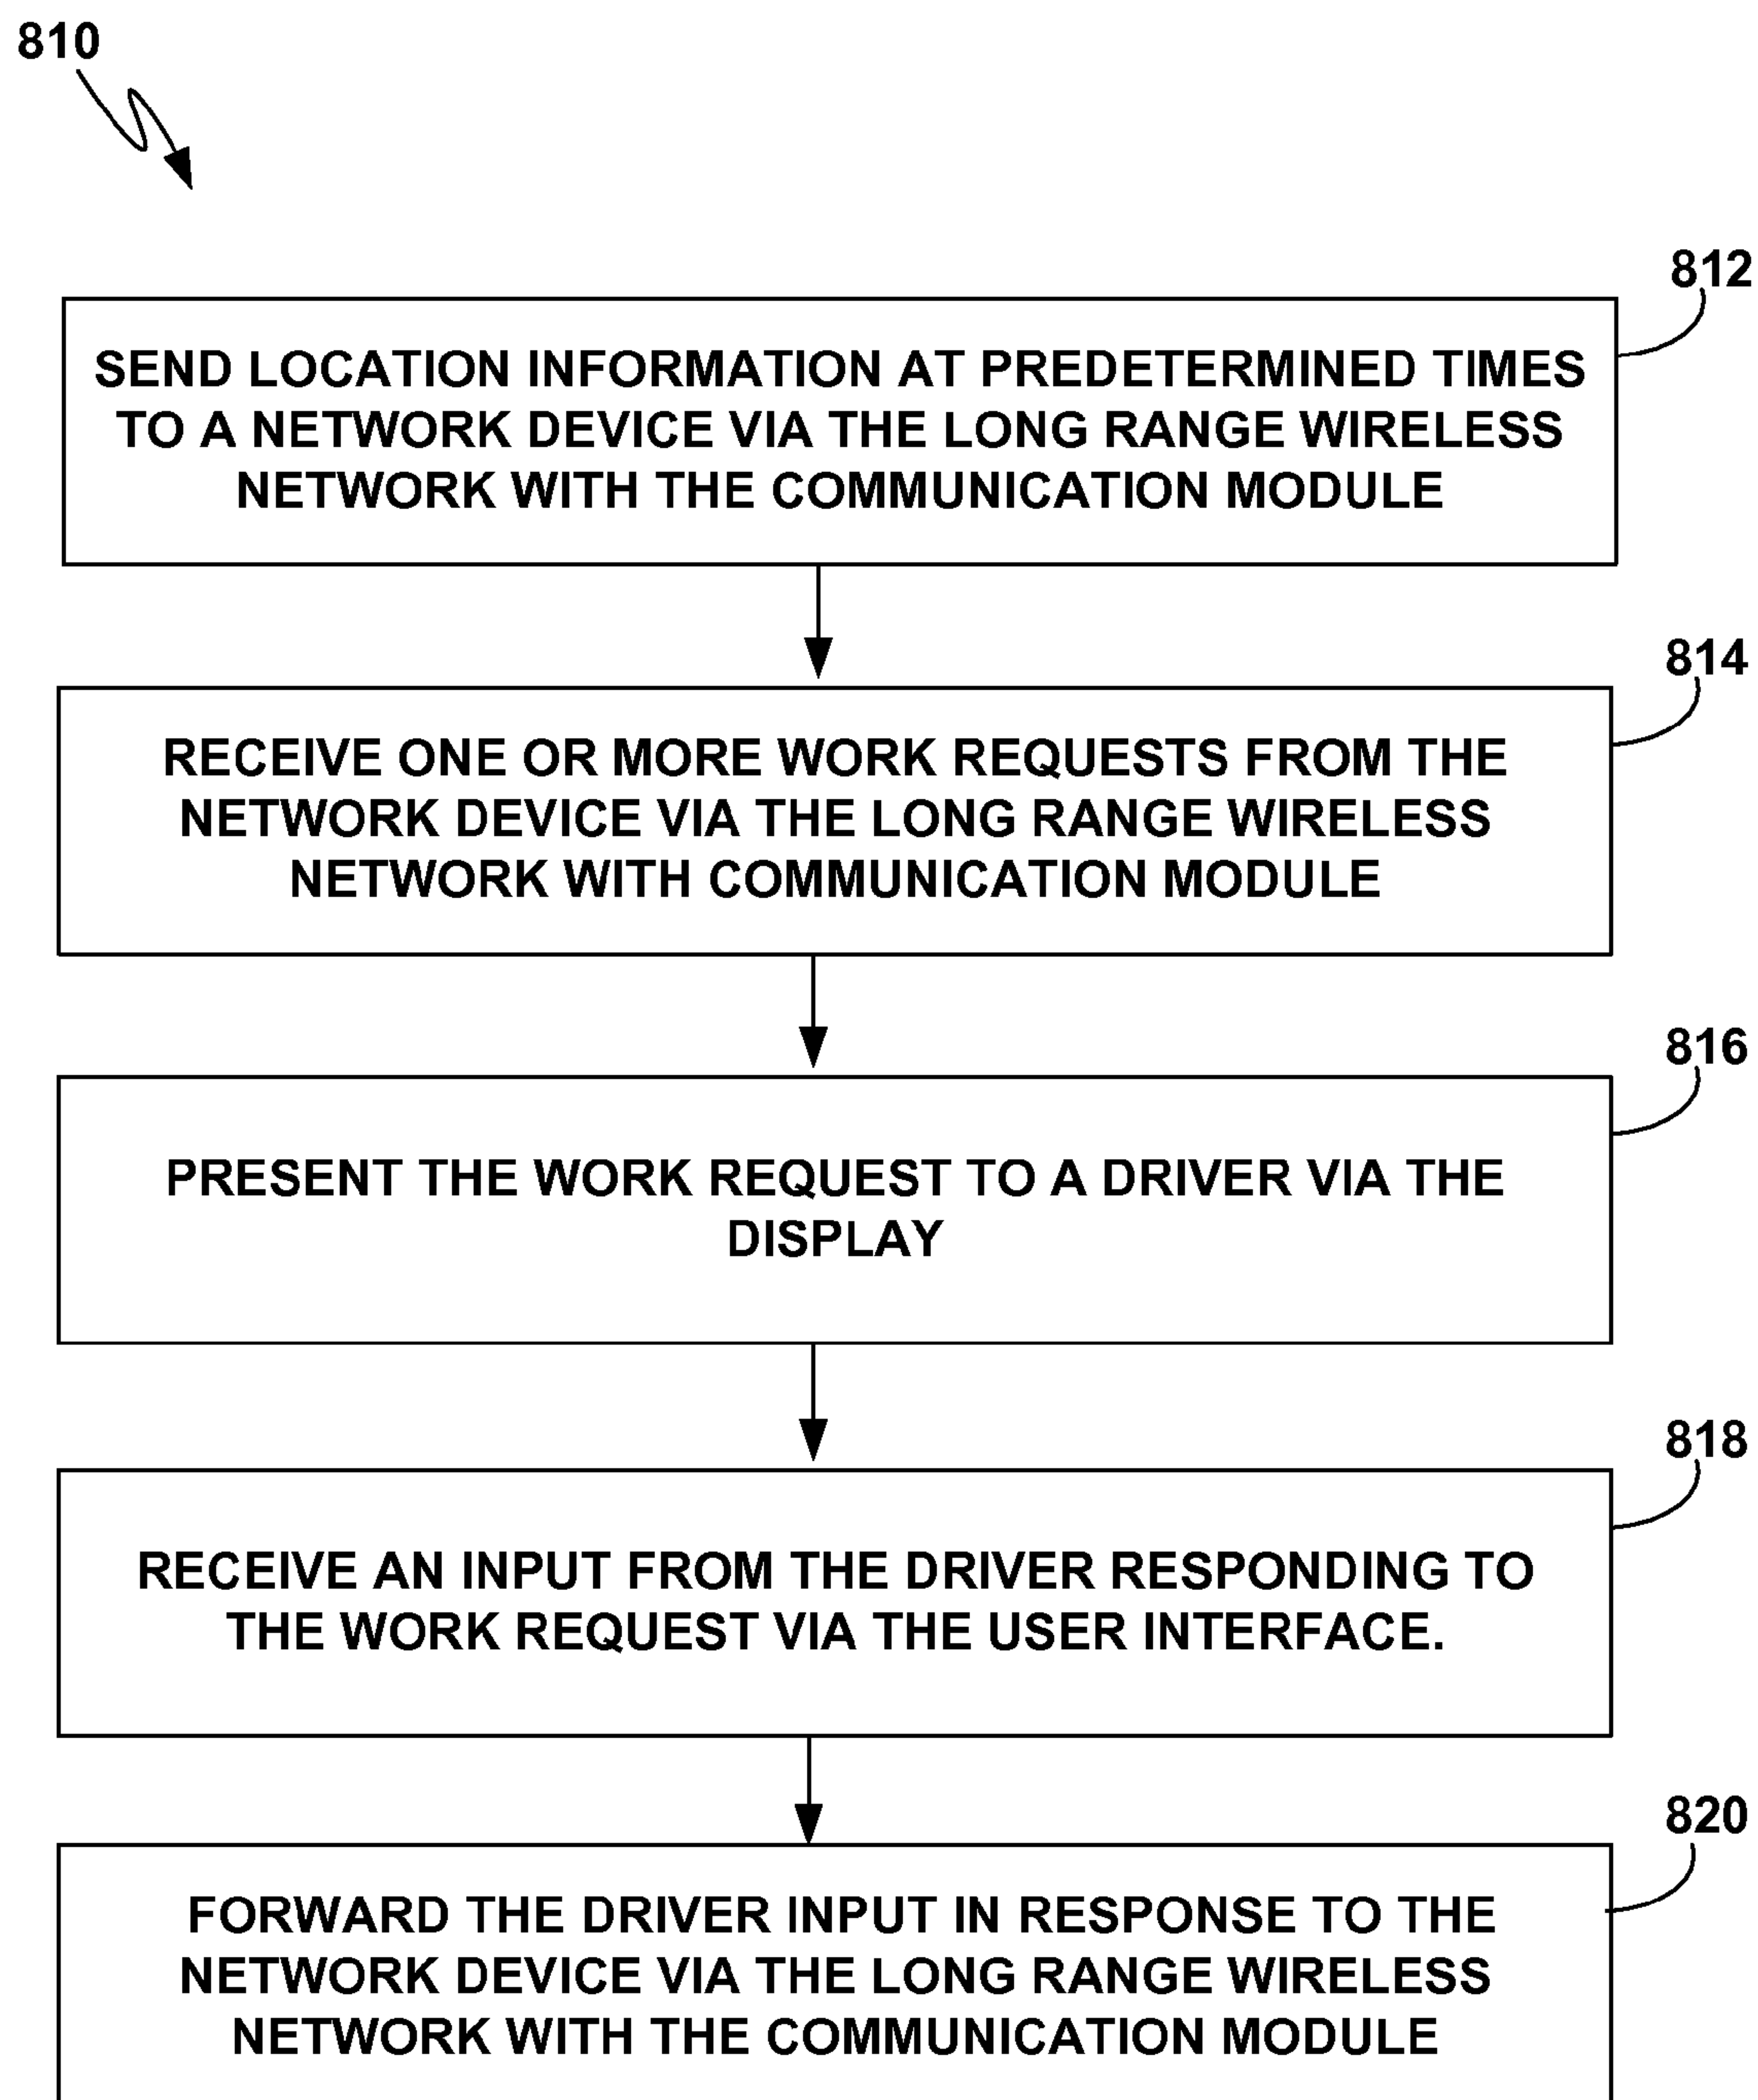 810
812
SEND LOCATION INFORMATION AT PREDETERMINED TIMES
TO A NETWORK DEVICE VIA THE LONG RANGE WIRELESS
NETWORK WITH THE COMMUNICATION MODULE
814
RECEIVE ONE OR MORE WORK REQUESTS FROM THE
NETWORK DEVICE VIA THE LONG RANGE WIRELESS
NETWORK WITH COMMUNICATION MODULE
816
PRESENT THE WORK REQUEST TO A DRIVER VIA THE
DISPLAY
818
RECEIVE AN INPUT FROM THE DRIVER RESPONDING TO
THE WORK REQUEST VIA THE USER INTERFACE.
820
FORWARD THE DRIVER INPUT IN RESPONSE TO THE
NETWORK DEVICE VIA THE LONG RANGE WIRELESS
NETWORK WITH THE COMMUNICATION MODULE